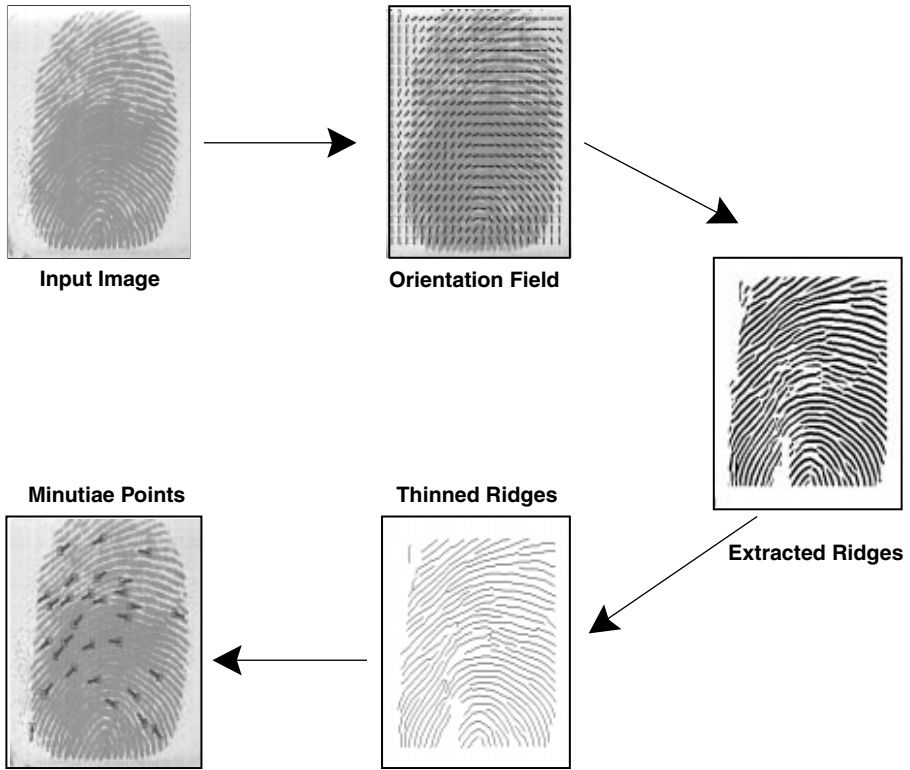 Input Image
Orientation Field
Extracted Ridges
Thinned Ridges
Minutiae Points